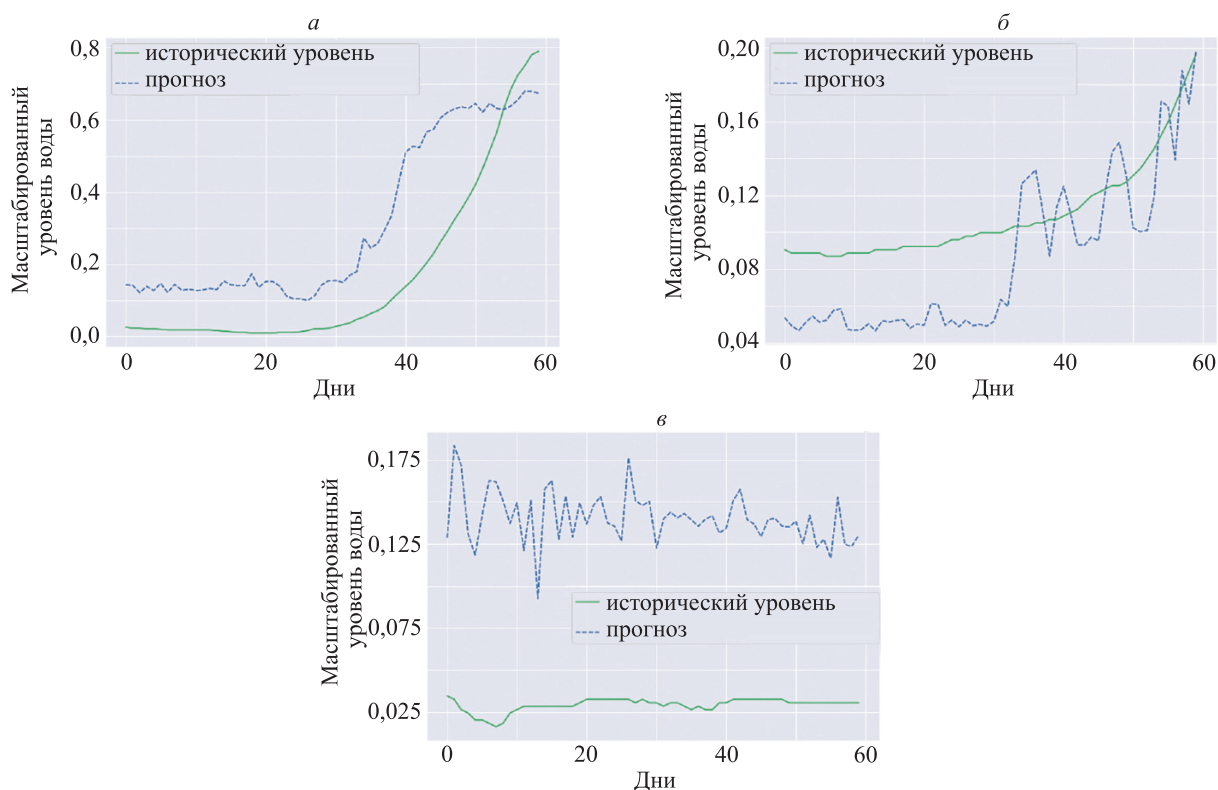 а
0,8
0,6
0,4
0,2
0,0
Масштабированный
уровень воды
исторический уровень
прогноз
0 20 40 60
Дни
б
0,20
0,16
0,12
0,08
0,04
Масштабированный
уровень воды
исторический уровень
прогноз
0 20 40 60
Дни
в
0,175
0,125
0,075
0,025
Масштабированный
уровень воды
исторический уровень
прогноз
0 20 40 60
Дни